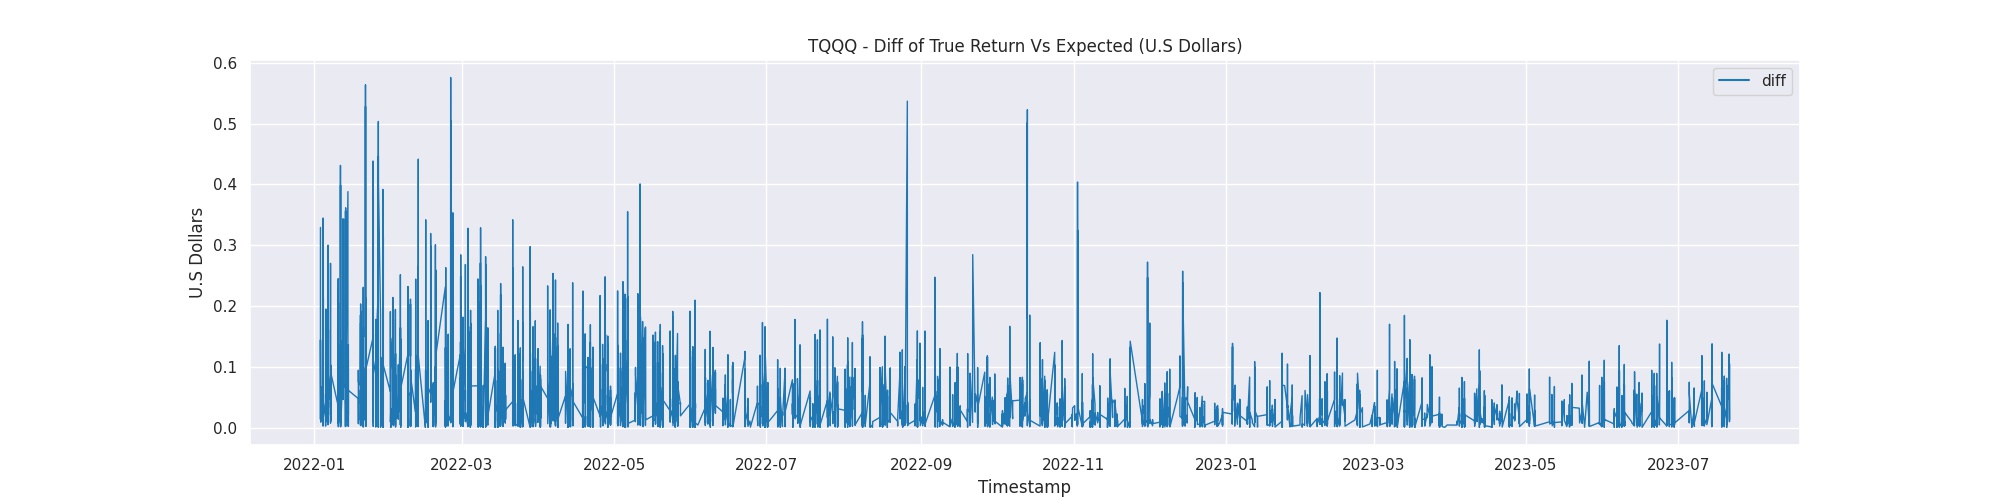 TQQQ - Diff of True Return Vs Expected (U.S Dollars)
diff
U.S Dollars
0.6
0.5
0.4
0.3
0.2
0.1
0.0
2022-01 2022-03 2022-05 2022-07 2022-09 2022-11 2023-01 2023-03 2023-05 2023-07
Timestamp